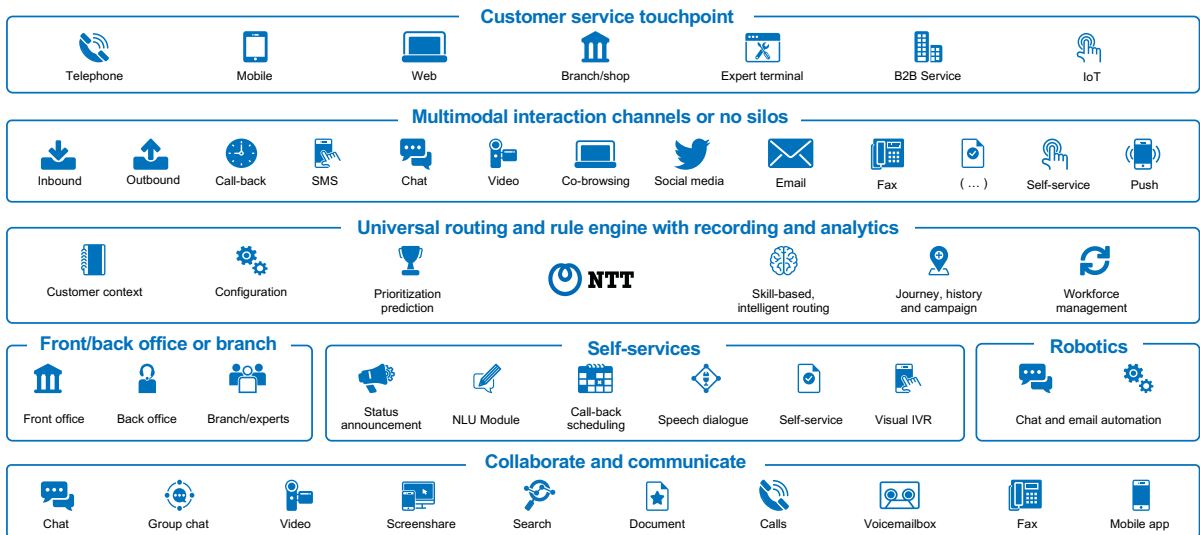 Customer service touchpoint
Telephone
Mobile
Web
Branch/shop
Expert terminal
B2B Service
IoT
Multimodal interaction channels or no silos
Inbound
Outbound
Call-back
SMS
Chat
Video
Co-browsing
Social media
Email
Fax
( ... )
Self-service
Push
Universal routing and rule engine with recording and analytics
Customer context
Configuration
Prioritization
prediction
NTT
Skill-based,
intelligent routing
Journey, history
and campaign
Workforce
management
Front/back office or branch
Front office
Back office
Branch/experts
Self-services
Status
announcement
NLU Module
Call-back
scheduling
Speech dialogue
Self-service
Visual IVR
Robotics
Chat and email automation
Collaborate and communicate
Chat
Group chat
Video
Screenshare
Search
Document
Calls
Voicemailbox
Fax
Mobile app